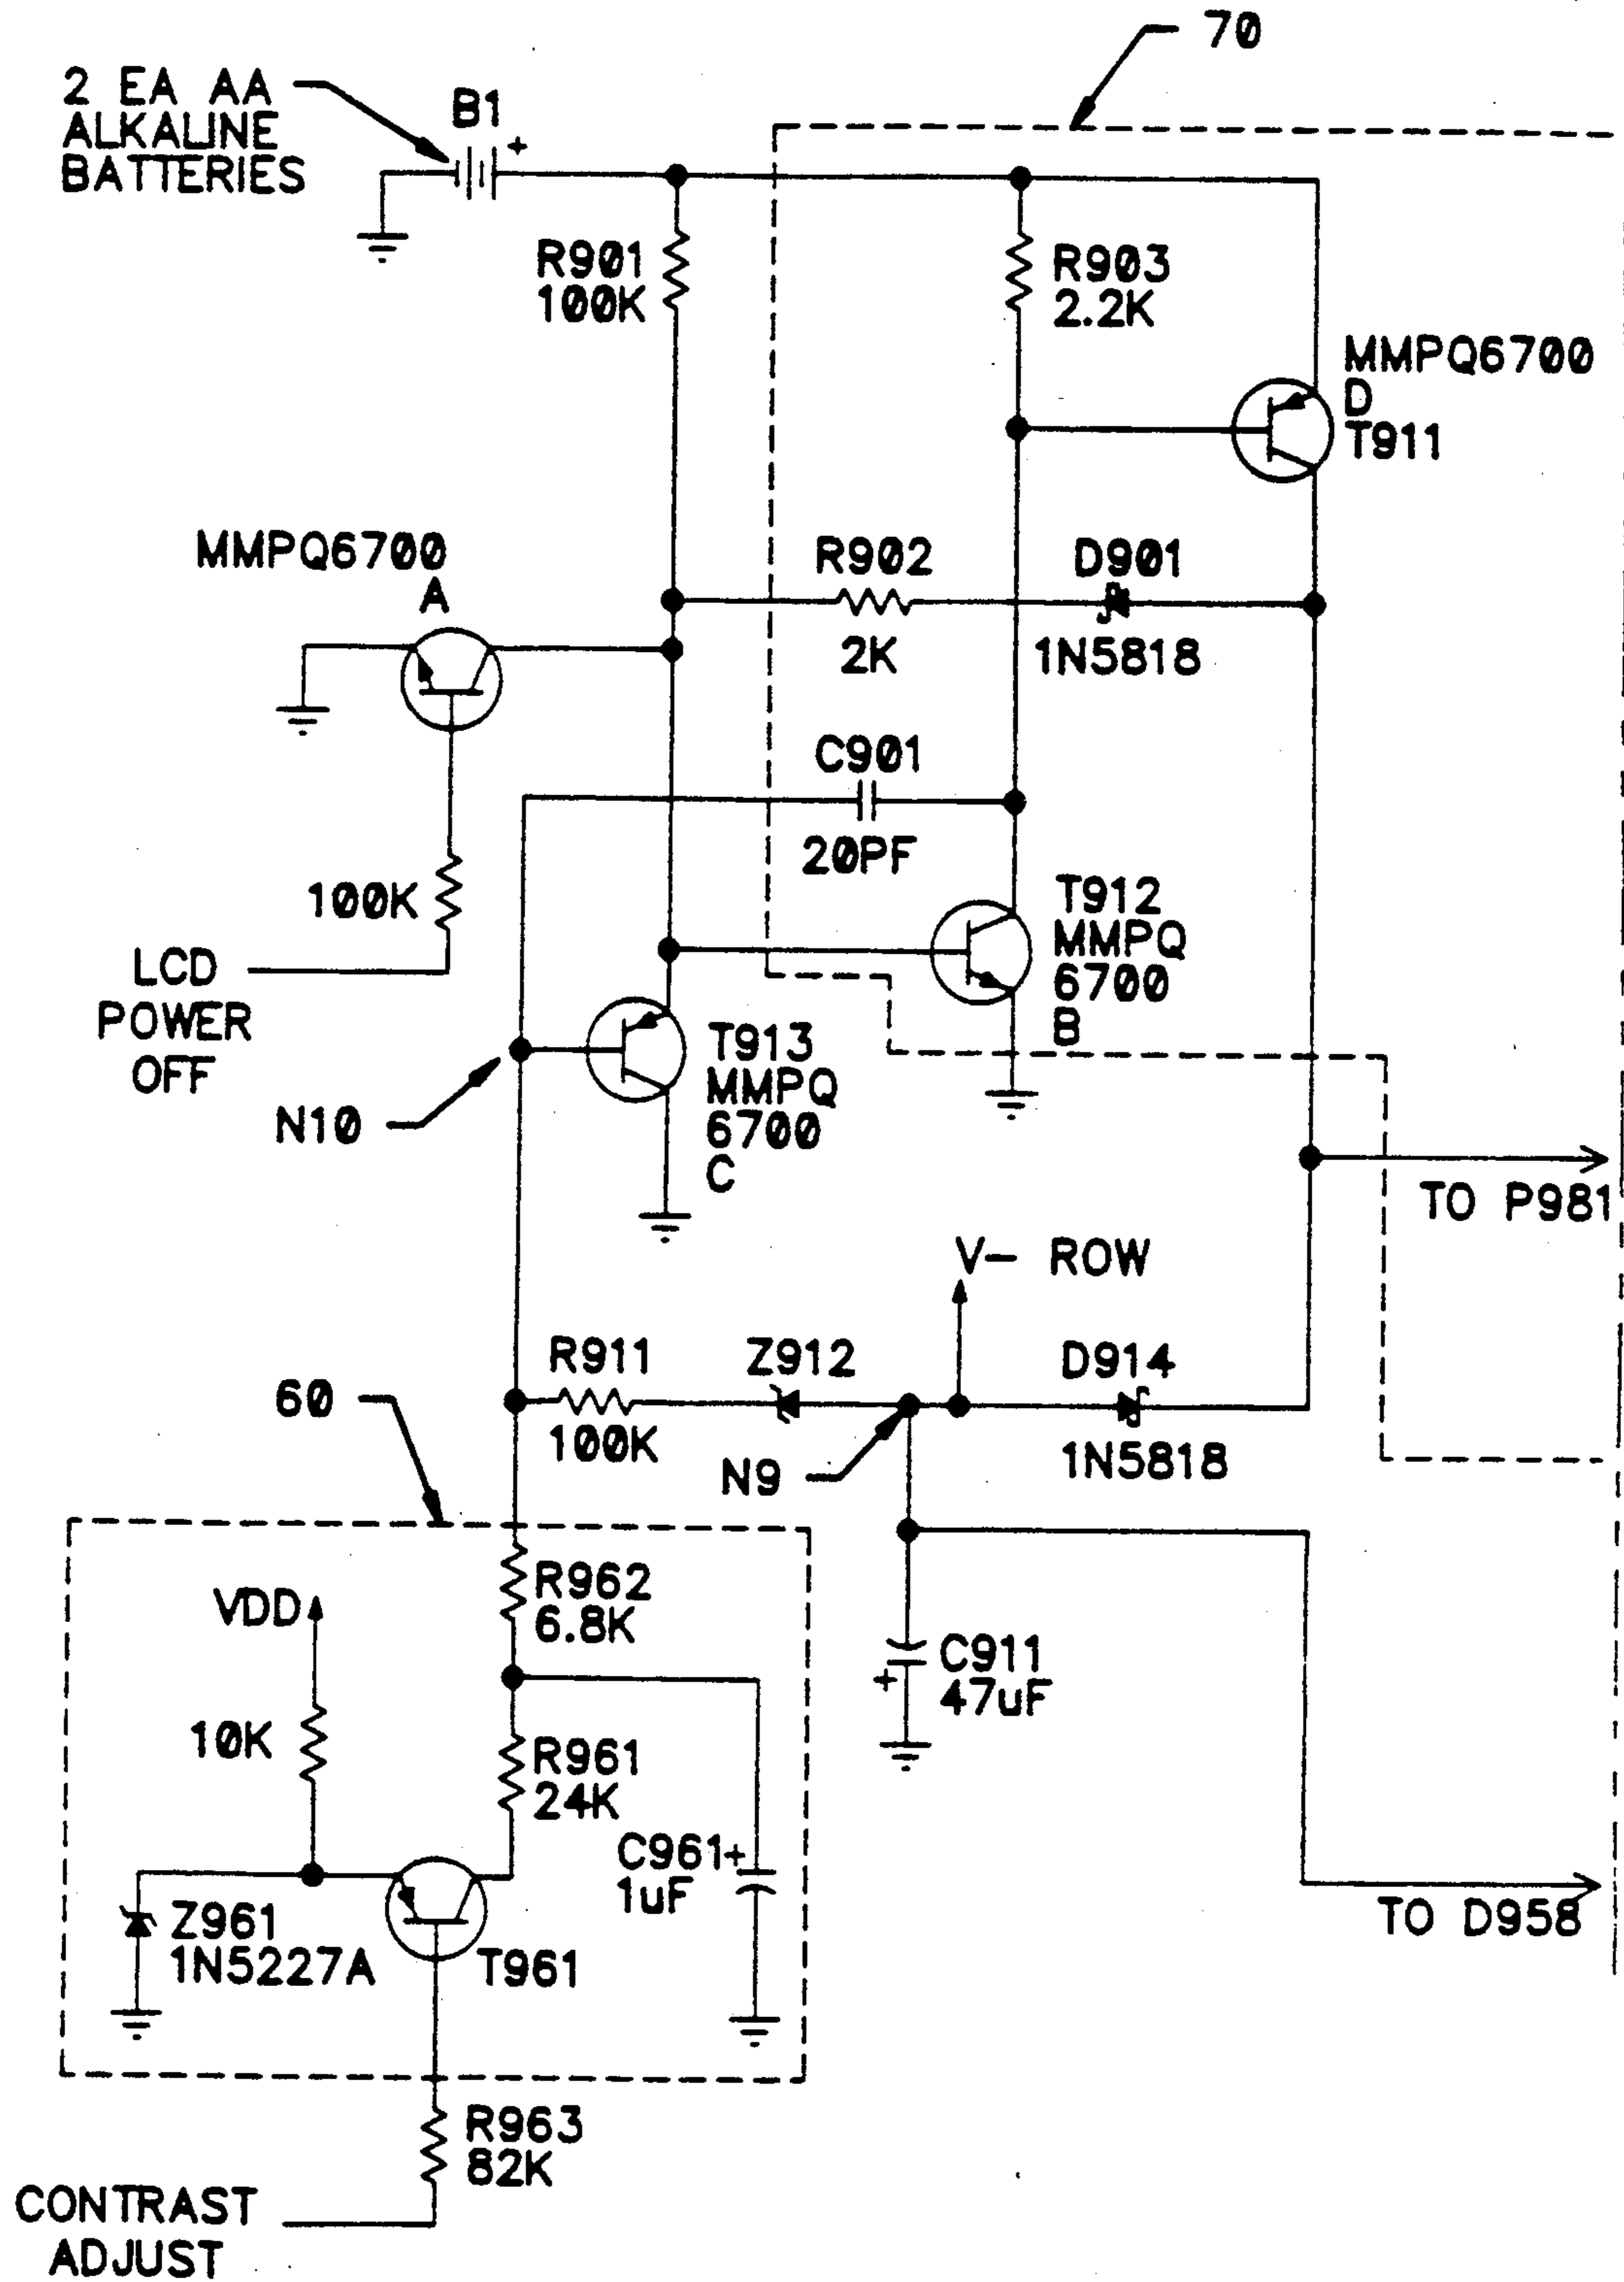 70
2 EA AA
ALKALINE
BATTERIES
B1
+
R901
100K
R903
2.2K
MMPQ6700
D
T911
MMPQ6700
A
R902
2K
D901
1N5818
C901
20PF
100K
LCD
POWER
OFF
T912
MMPQ
6700
B
T913
MMPQ
6700
C
N10
TO P981
V- ROW
R911
100K
Z912
D914
1N5818
60
N9
R962
6.8K
VDD
C911
+
47uF
10K
R961
24K
C961+
1uF
TO D958
Z961
1N5227A
T961
R963
82K
CONTRAST
ADJUST